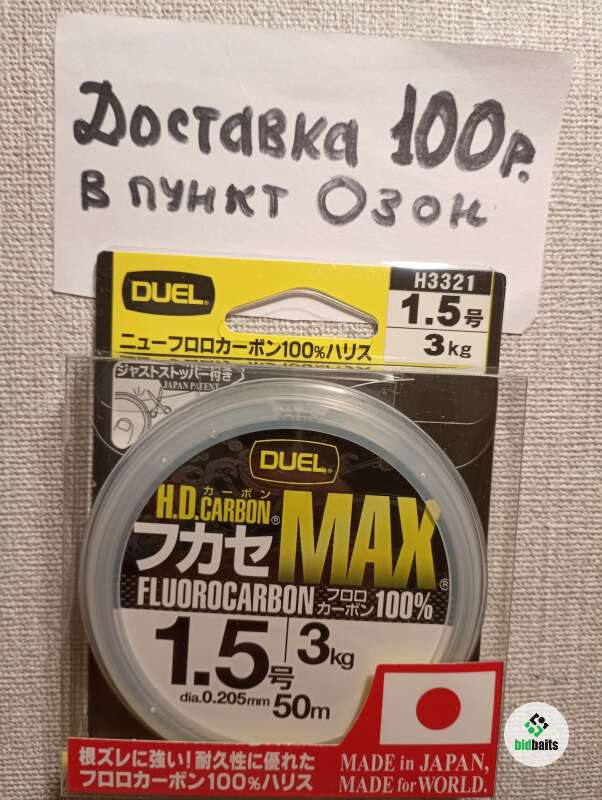 Доставка 100р.
в пункт Озон
DUEL®
H3321
1.5号
3kg
ニューフロロカーボン100%ハリス
ジャストストッパー付き
JAPAN PATENT
DUEL®
カーボン
H.D.CARBON®
フカセ MAX®
FLUOROCARBON フロロカーボン100%
1.5号 3kg
dia.0.205mm 50m
根ズレに強い!耐久性に優れた
フロロカーボン100%ハリス
MADE in JAPAN,
MADE for WORLD.
bidbaits